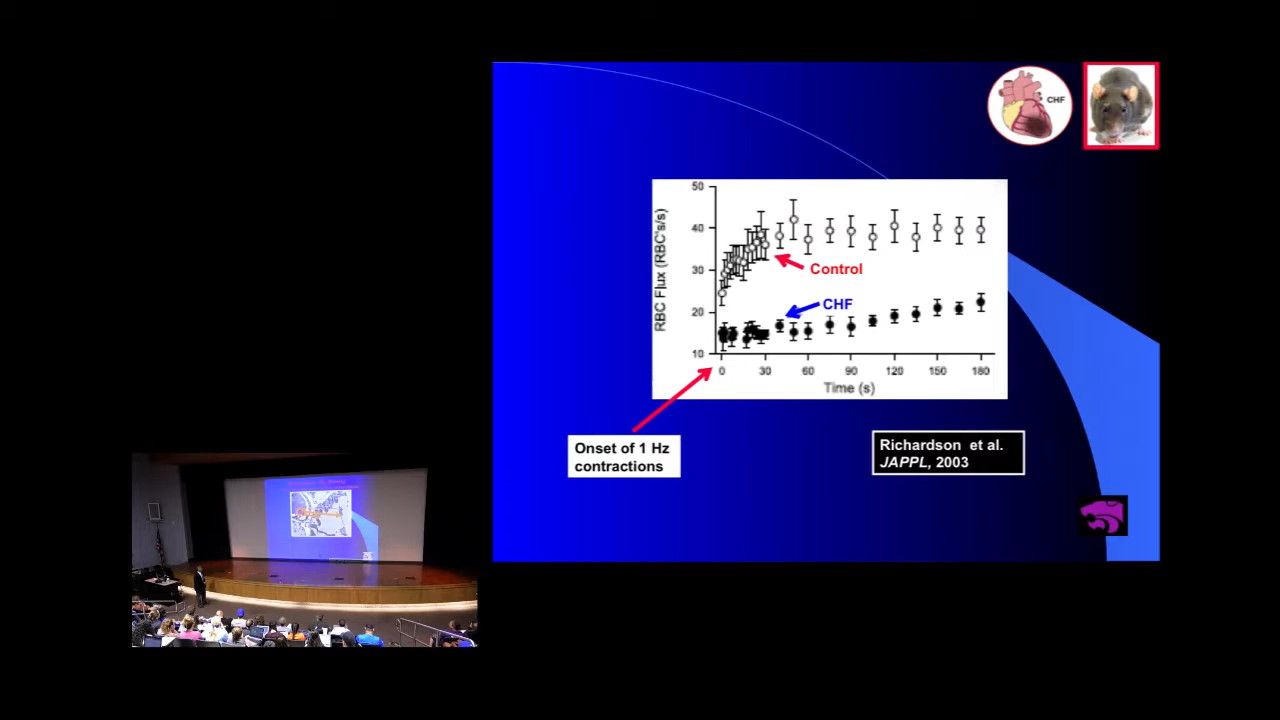 CHF
50
40
30
20
10
RBC Flux (RBC's/s)
Control
CHF
0 30 60 90 120 150 180
Time (s)
Onset of 1 Hz
contractions
Richardson et al.
JAPPL, 2003